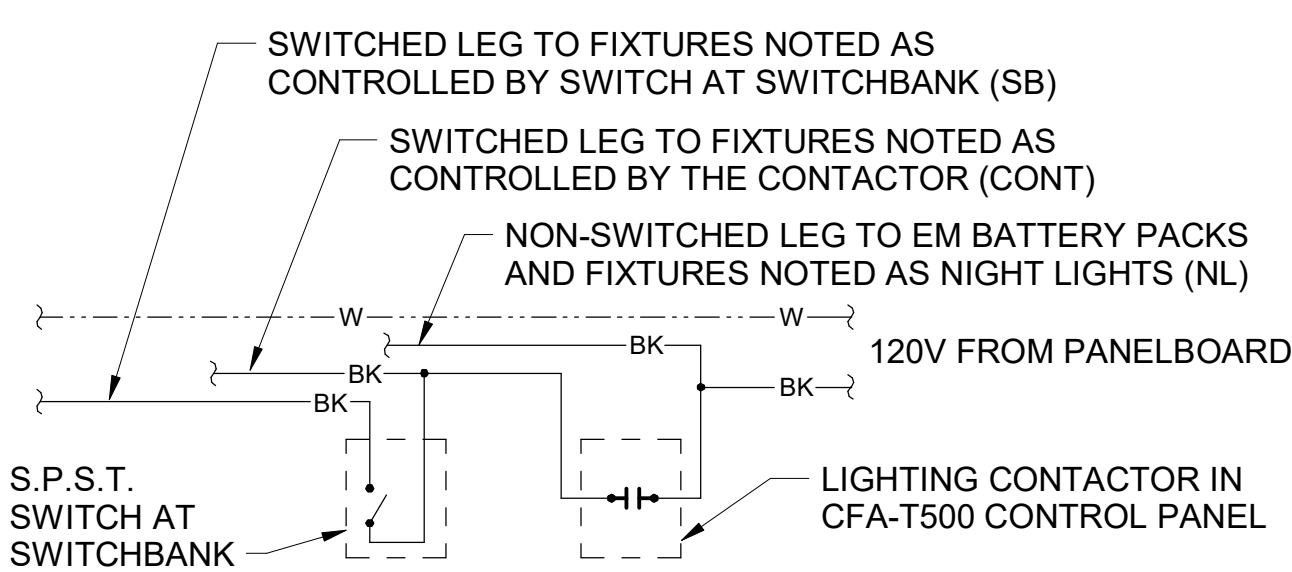 SWITCHED LEG TO FIXTURES NOTED AS
CONTROLLED BY SWITCH AT SWITCHBANK (SB)
SWITCHED LEG TO FIXTURES NOTED AS
CONTROLLED BY THE CONTACTOR (CONT)
NON-SWITCHED LEG TO EM BATTERY PACKS
AND FIXTURES NOTED AS NIGHT LIGHTS (NL)
W
W
BK
120V FROM PANELBOARD
BK
BK
BK
S.P.S.T.
SWITCH AT
SWITCHBANK
LIGHTING CONTACTOR IN
CFA-T500 CONTROL PANEL